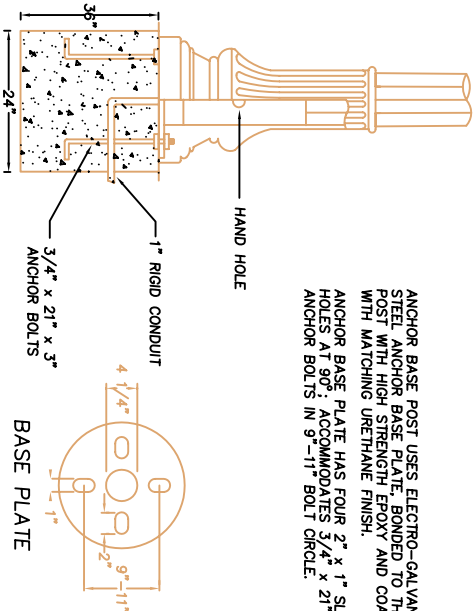 ANCHOR BASE POST USES ELECTRO-GALVAN
STEEL ANCHOR BASE PLATE, BONDED TO TH
POST WITH HIGH STRENGTH EPOXY AND COA
WITH MATCHING URETHANE FINISH.
ANCHOR BASE PLATE HAS FOUR 2" x 1" SL
HOLES AT 90°; ACCOMMODATES 3/4" x 21"
ANCHOR BOLTS IN 9"-11" BOLT CIRCLE.
HAND HOLE
1" RIGID CONDUIT
3/4" x 21" x 3"
ANCHOR BOLTS
36"
24"
4 1/4"
9"-11"
2"
1"
BASE PLATE